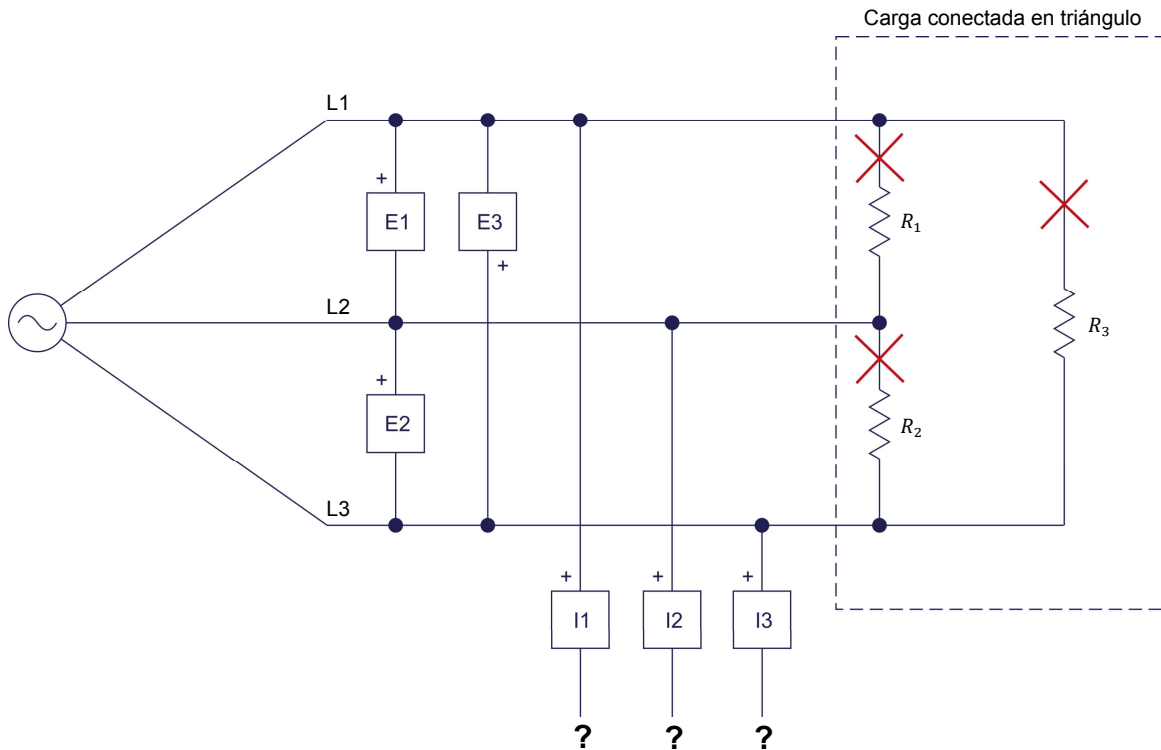 Carga conectada en triángulo
L1
+
+
E1
E3
+
R1
L2
R3
+
E2
R2
L3
+
+
+
I1
I2
I3
?
?
?